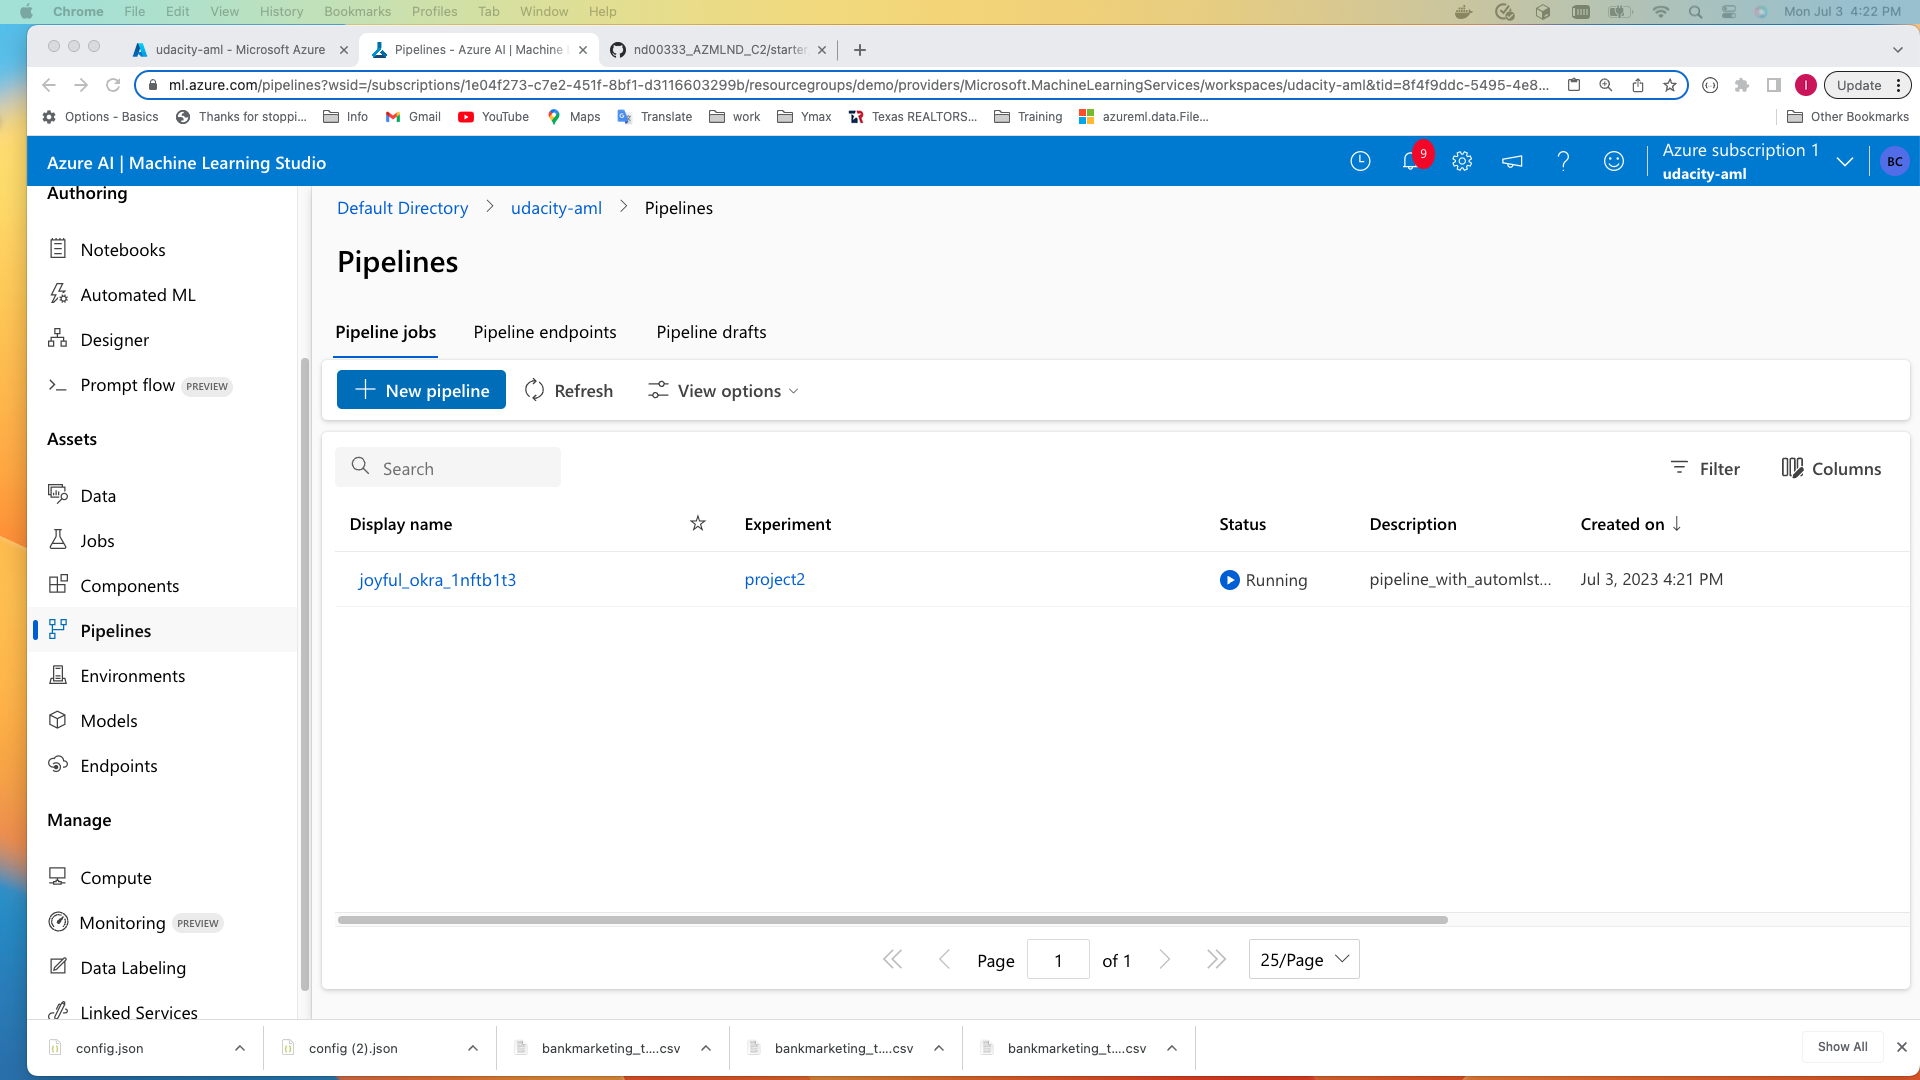 Chrome File Edit View History Bookmarks Profiles Tab Window Help Mon Jul 3 4:22 PM
udacity-aml - Microsoft Azure
Pipelines - Azure AI | Machine
nd00333_AZMLND_C2/starter
ml.azure.com/pipelines?wsid=/subscriptions/1e04f273-c7e2-451f-8bf1-d3116603299b/resourcegroups/demo/providers/Microsoft.MachineLearningServices/workspaces/udacity-aml&tid=8f4f9ddc-5495-4e8... I Update
Options - Basics Thanks for stoppi... Info Gmail YouTube Maps Translate work Ymax Texas REALTORS... Training azureml.data.File... Other Bookmarks
Azure AI | Machine Learning Studio
9
Azure subscription 1
udacity-aml
BC
Authoring
Notebooks
Automated ML
Designer
Prompt flow PREVIEW
Assets
Data
Jobs
Components
Pipelines
Environments
Models
Endpoints
Manage
Compute
Monitoring PREVIEW
Data Labeling
Linked Services
Default Directory > udacity-aml > Pipelines
Pipelines
Pipeline jobs Pipeline endpoints Pipeline drafts
New pipeline Refresh View options
Search Filter Columns
Display name Experiment Status Description Created on ↓
joyful_okra_1nftb1t3 project2 Running pipeline_with_automlst... Jul 3, 2023 4:21 PM
Page 1 of 1 25/Page
config.json config (2).json bankmarketing_t....csv bankmarketing_t....csv bankmarketing_t....csv Show All